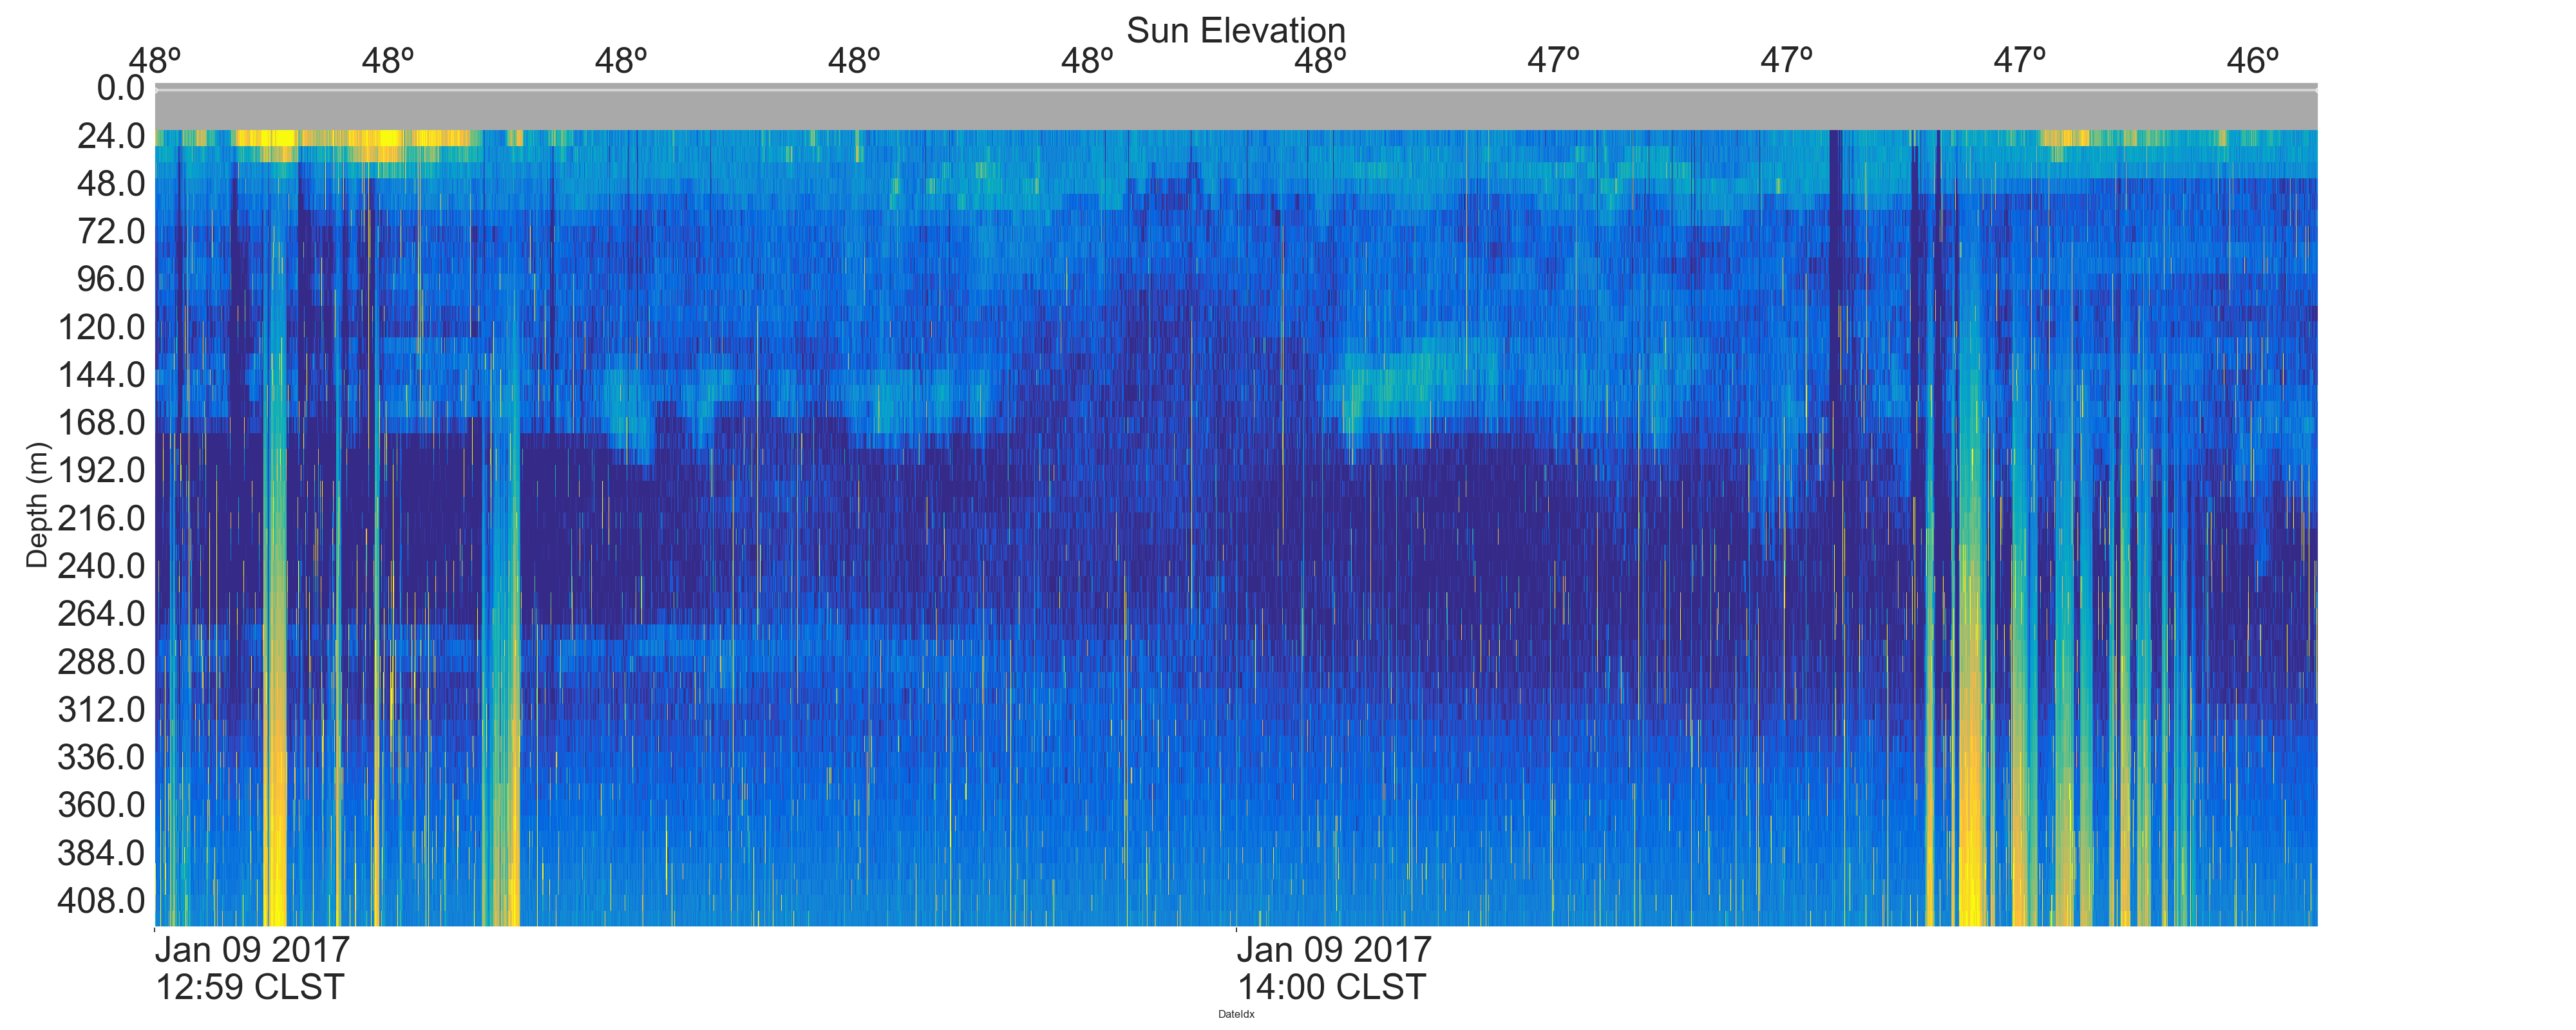 Sun Elevation
48º 48º 48º 48º 48º 48º 47º 47º 47º 46º
0.0
24.0
48.0
72.0
96.0
120.0
144.0
168.0
192.0
216.0
240.0
264.0
288.0
312.0
336.0
360.0
384.0
408.0
Depth (m)
Jan 09 2017
12:59 CLST
Jan 09 2017
14:00 CLST
DateIdx